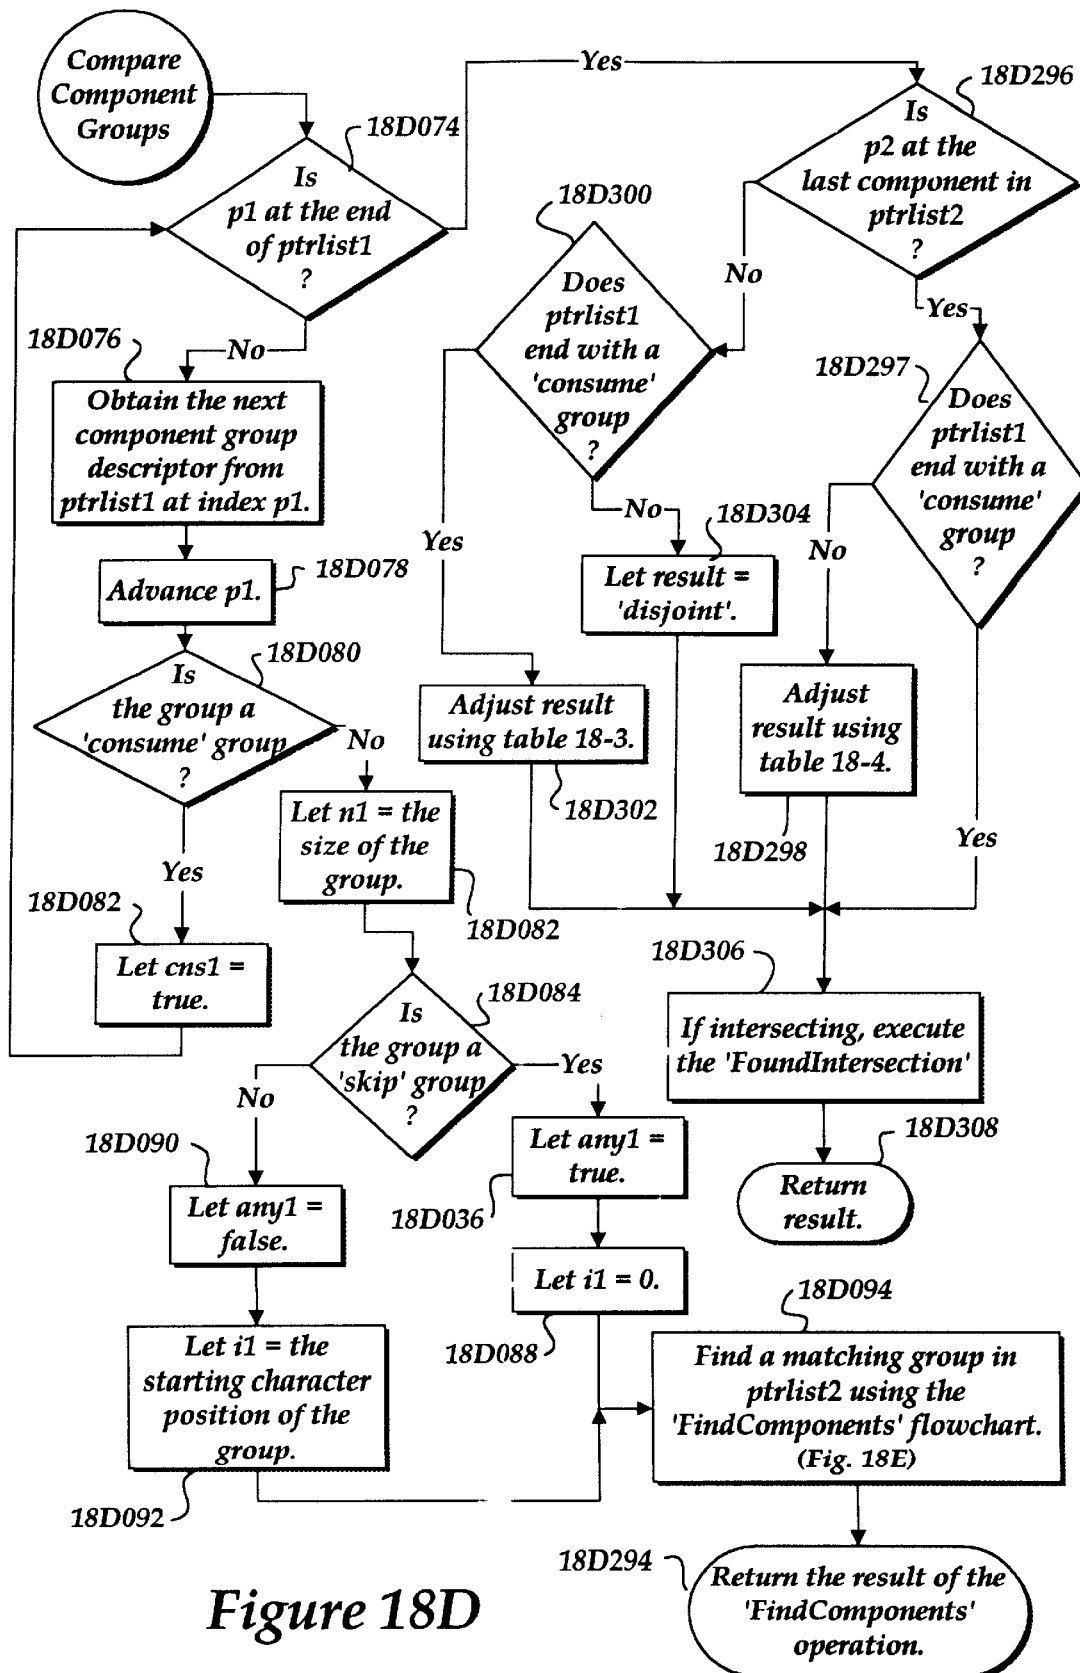 Compare
Component
Groups
18D074
Is
p1 at the end
of ptrlist1
?
Yes
18D296
Is
p2 at the
last component in
ptrlist2
?
18D300
Does
ptrlist1
end with a
'consume'
group
?
No
Yes
18D297
Does
ptrlist1
end with a
'consume'
group
?
18D076
No
Obtain the next
component group
descriptor from
ptrlist1 at index p1.
18D078
Advance p1.
Yes
No
18D304
Let result =
'disjoint'.
No
18D080
Is
the group a
'consume' group
?
No
Adjust result
using table 18-3.
18D302
Adjust
result using
table 18-4.
18D298
Yes
Let n1 = the
size of the
group.
18D082
Yes
18D082
Let cns1 =
true.
18D084
Is
the group a
'skip' group
?
18D306
If intersecting, execute
the 'FoundIntersection'
18D308
Return
result.
No
Yes
18D090
Let any1 =
false.
Let any1 =
true.
18D036
Let i1 = 0.
18D088
Let i1 = the
starting character
position of the
group.
18D092
18D094
Find a matching group in
ptrlist2 using the
'FindComponents' flowchart.
(Fig. 18E)
18D294
Return the result of the
'FindComponents'
operation.
Figure 18D